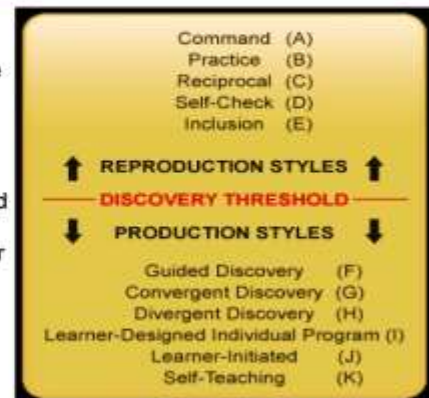 Command (A)
Practice (B)
Reciprocal (C)
Self-Check (D)
Inclusion (E)
REPRODUCTION STYLES
DISCOVERY THRESHOLD
PRODUCTION STYLES
Guided Discovery (F)
Convergent Discovery (G)
Divergent Discovery (H)
Learner-Designed Individual Program (I)
Learner-Initiated (J)
Self-Teaching (K)